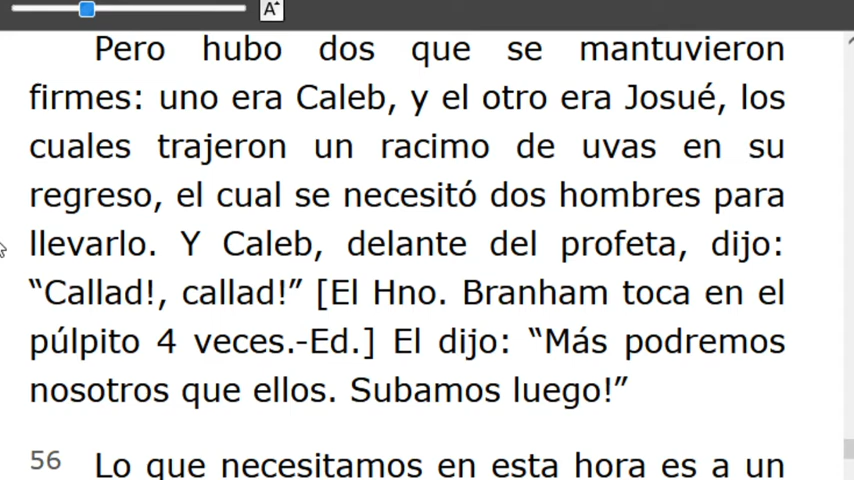 A
Pero hubo dos que se mantuvieron
firmes: uno era Caleb, y el otro era Josué, los
cuales trajeron un racimo de uvas en su
regreso, el cual se necesitó dos hombres para
llevarlo. Y Caleb, delante del profeta, dijo:
“Callad!, callad!” [El Hno. Branham toca en el
púlpito 4 veces.-Ed.] El dijo: “Más podremos
nosotros que ellos. Subamos luego!”
56 Lo que necesitamos en esta hora es a un